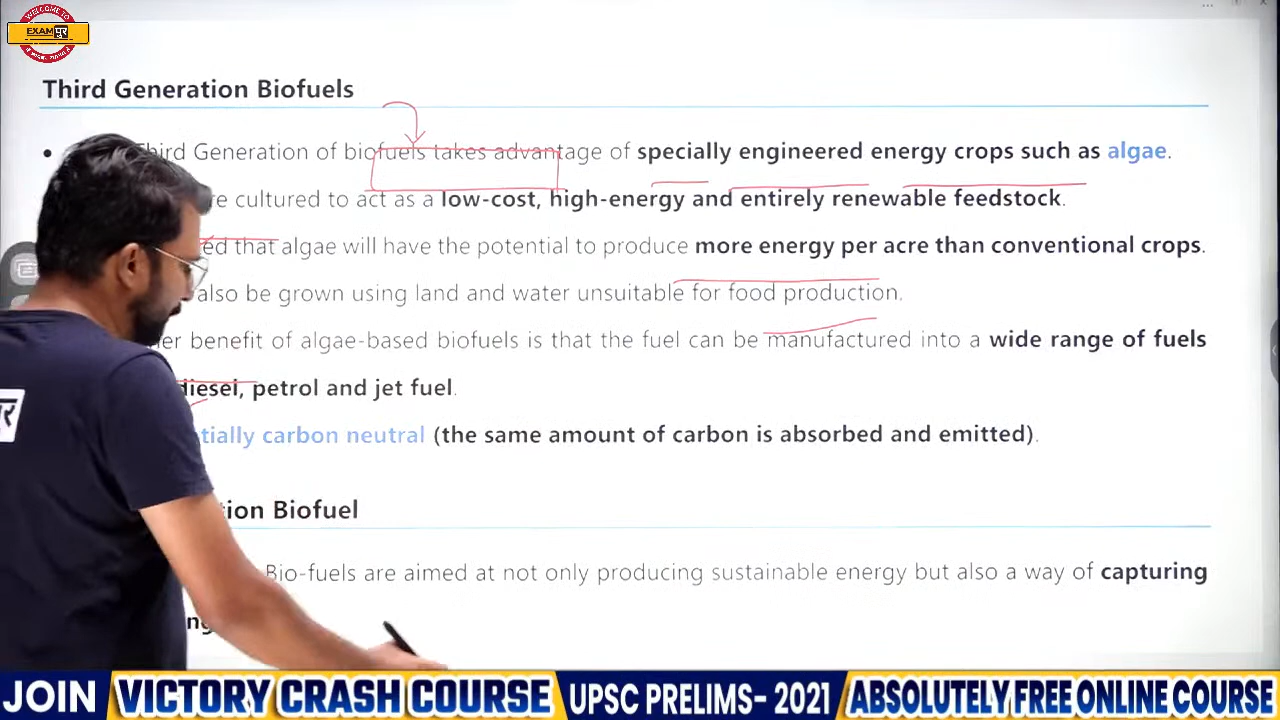 WELCOME TO
EXAM पुर
Third Generation Biofuels
Third Generation of biofuels takes advantage of specially engineered energy crops such as algae.
re cultured to act as a low-cost, high-energy and entirely renewable feedstock.
ed that algae will have the potential to produce more energy per acre than conventional crops.
also be grown using land and water unsuitable for food production.
er benefit of algae-based biofuels is that the fuel can be manufactured into a wide range of fuels
diesel, petrol and jet fuel.
tially carbon neutral (the same amount of carbon is absorbed and emitted).
tion Biofuel
Bio-fuels are aimed at not only producing sustainable energy but also a way of capturing
ng
JOIN VICTORY CRASH COURSE UPSC PRELIMS- 2021 ABSOLUTELY FREE ONLINE COURSE